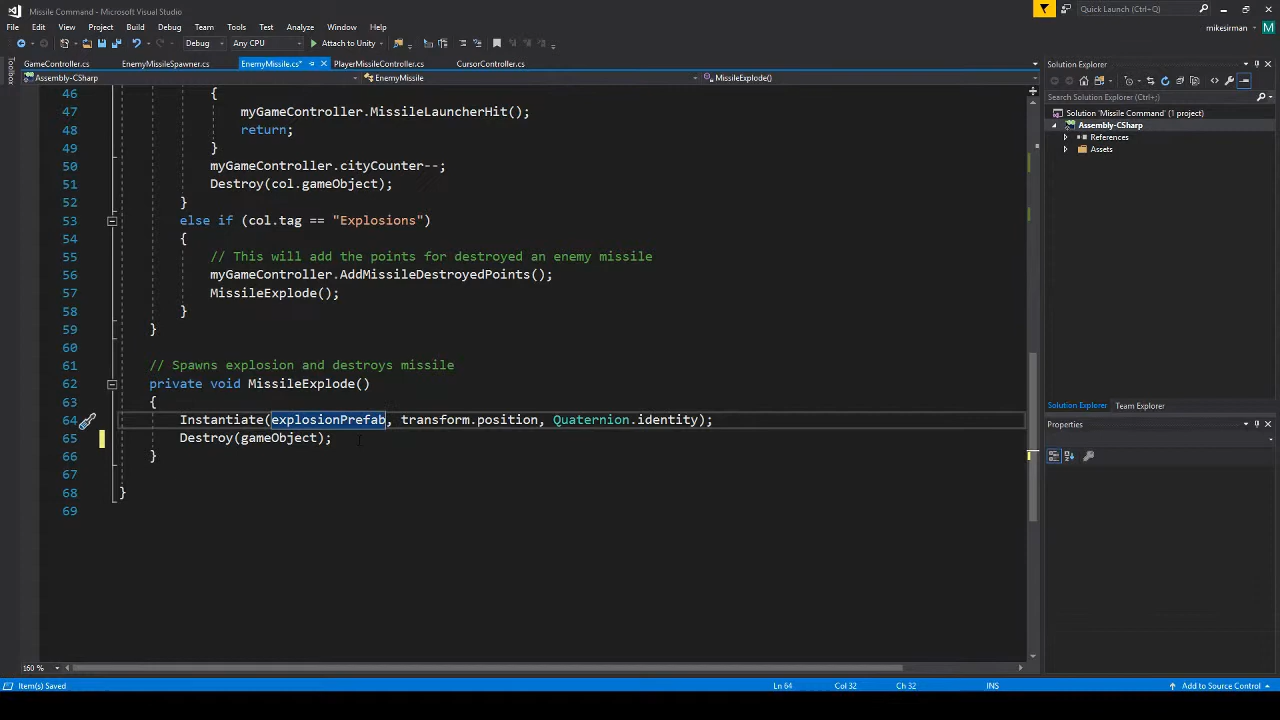 Missile Command - Microsoft Visual Studio
Quick Launch (Ctrl+Q)
File Edit View Project Build Debug Team Tools Test Analyze Window Help
mikesirman M
Debug Any CPU Attach to Unity
GameController.cs EnemyMissileSpawner.cs EnemyMissile.cs* PlayerMissileController.cs CursorController.cs
Solution Explorer
Toolbox
Assembly-CSharp EnemyMissile MissileExplode()
Search Solution Explorer (Ctrl+;)
Solution 'Missile Command' (1 project)
Assembly-CSharp
References
Assets
46 {
47 myGameController.MissileLauncherHit();
48 return;
49 }
50 myGameController.cityCounter--;
51 Destroy(col.gameObject);
52 }
53 else if (col.tag == "Explosions")
54 {
55 // This will add the points for destroyed an enemy missile
56 myGameController.AddMissileDestroyedPoints();
57 MissileExplode();
58 }
59 }
60
61 // Spawns explosion and destroys missile
62 private void MissileExplode()
63 {
64 Instantiate(explosionPrefab, transform.position, Quaternion.identity);
65 Destroy(gameObject);
66 }
67
68 }
69
Solution Explorer Team Explorer
Properties
160 %
Item(s) Saved Ln 64 Col 32 Ch 32 INS Add to Source Control